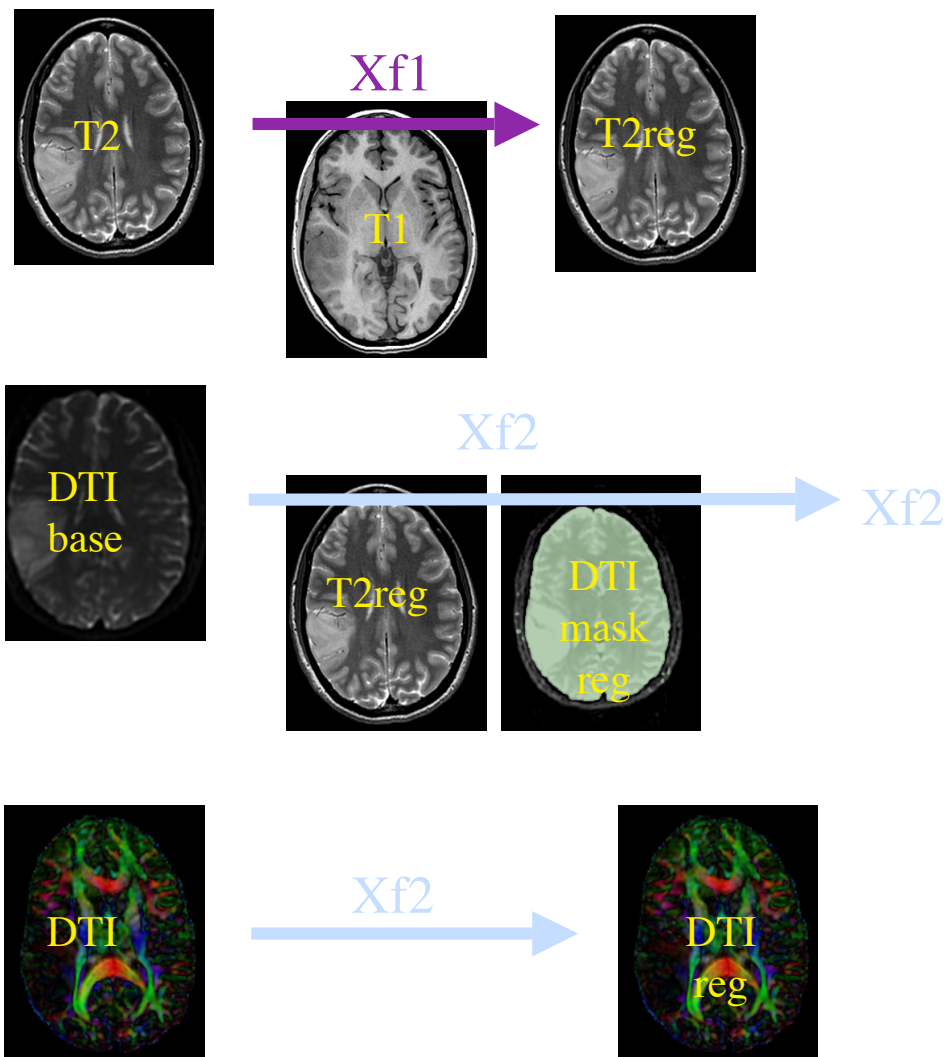 Xf1
T2
T2reg
T1
Xf2
DTI
base
Xf2
T2reg
DTI
mask
reg
Xf2
DTI
DTI
reg